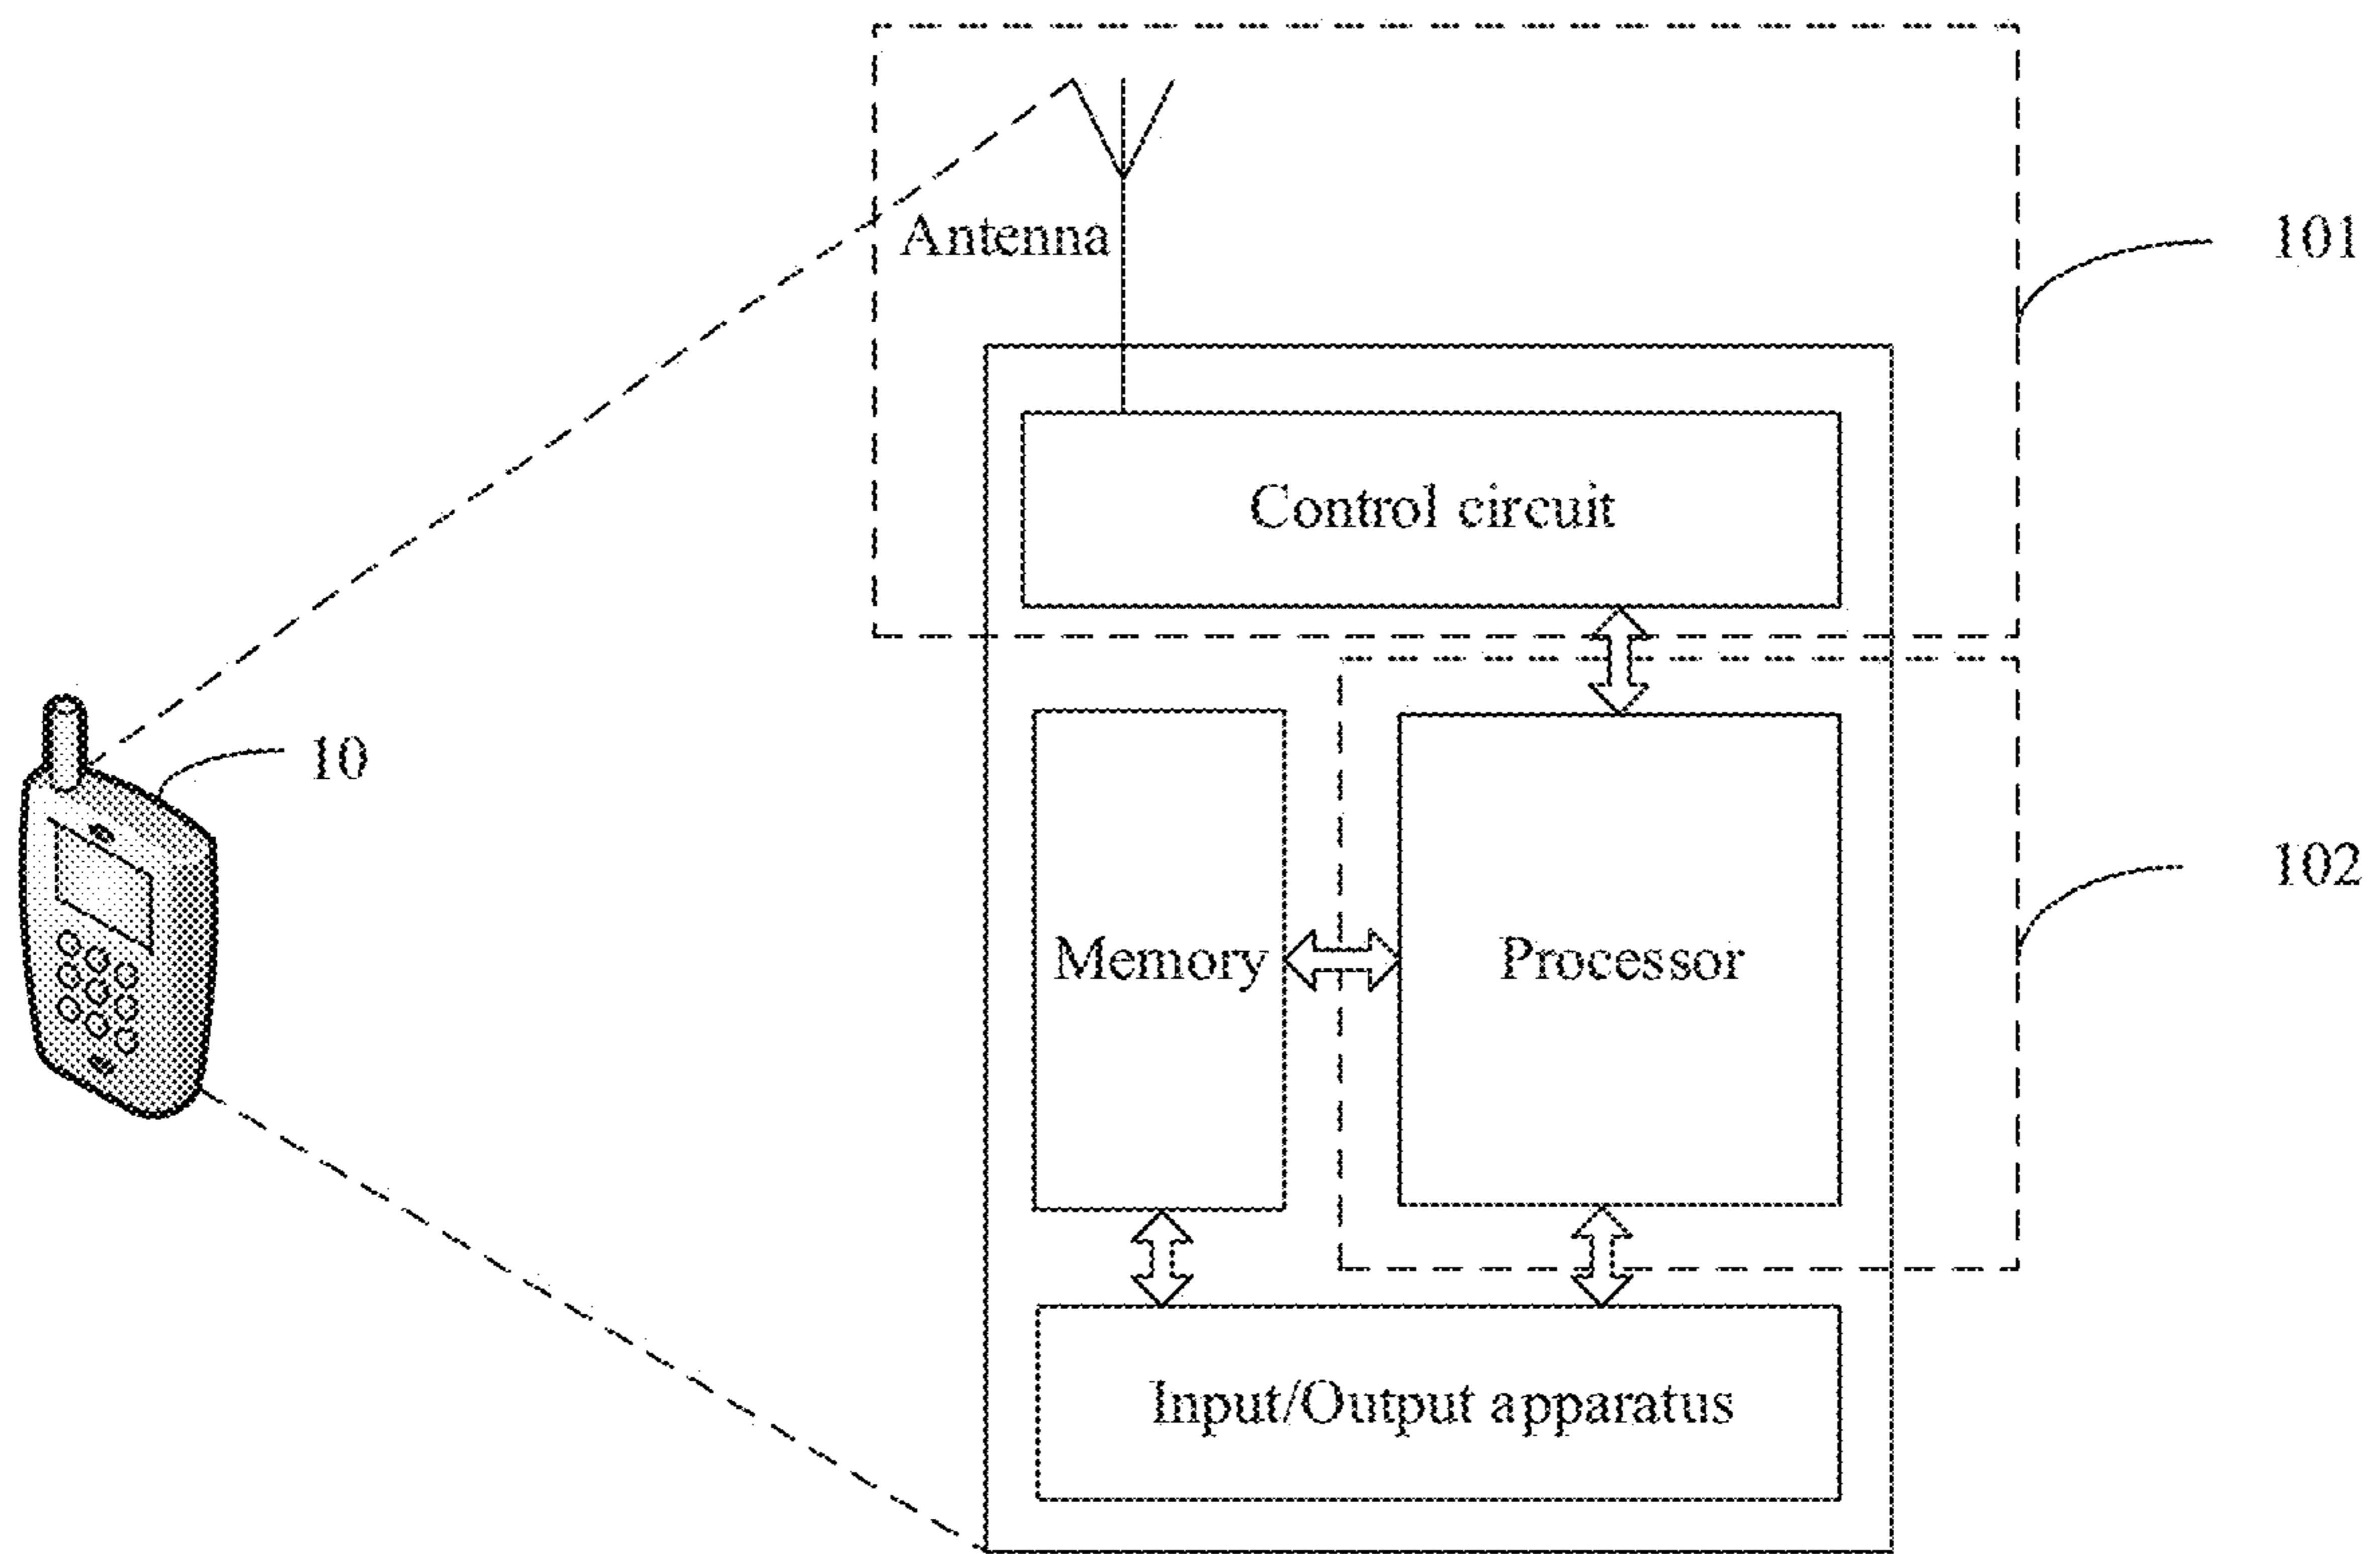 Antenna
101
Control circuit
10
102
Memory
Processor
Input/Output apparatus